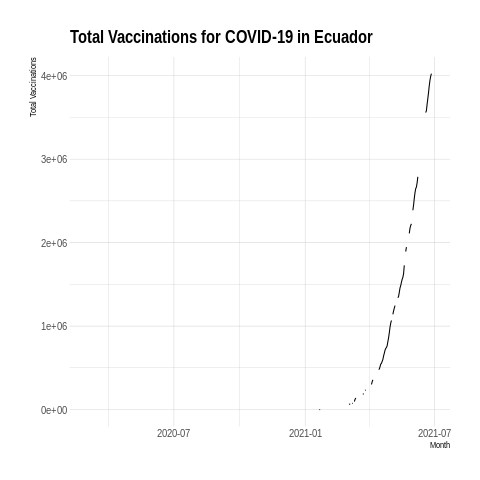 Total Vaccinations for COVID-19 in Ecuador
Total Vaccinations
4e+06
3e+06
2e+06
1e+06
0e+00
2020-07
2021-01
2021-07
Month